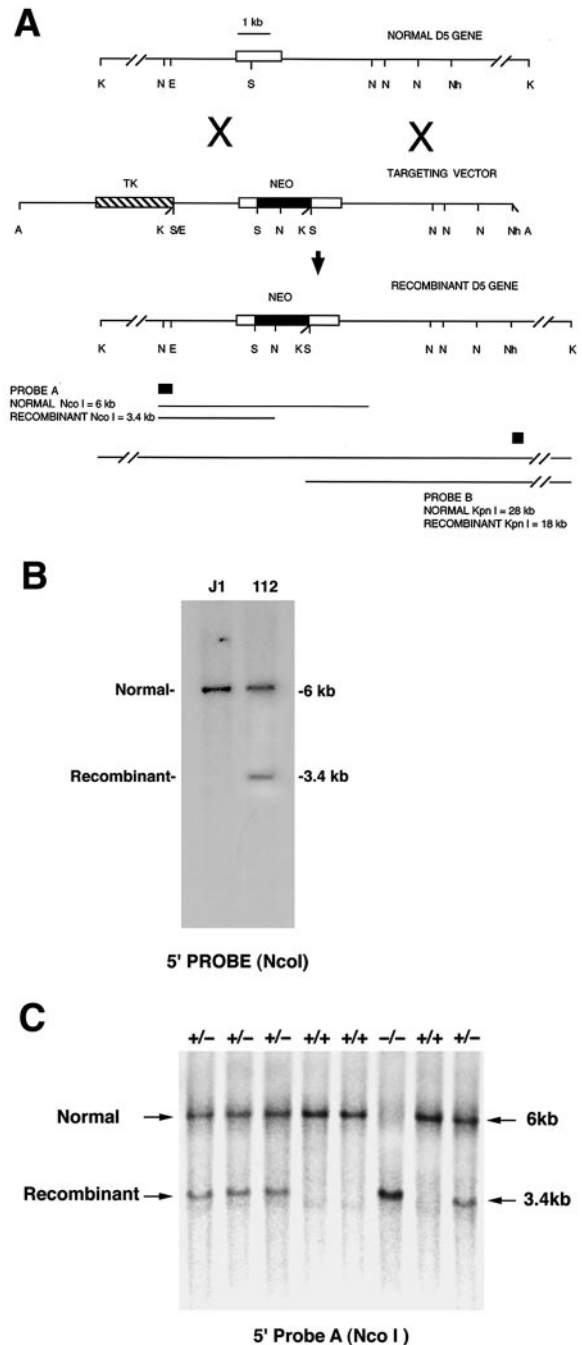 A
1 kb
NORMAL D5 GENE
K N E S N N N Nh K
X X
TK NEO TARGETING VECTOR
A K S/E S N K S N N N Nh A
RECOMBINANT D5 GENE
NEO
K N E S N K S N N N Nh K
PROBE A
NORMAL Nco I = 6 kb
RECOMBINANT Nco I = 3.4 kb
PROBE B
NORMAL Kpn I = 28 kb
RECOMBINANT Kpn I = 18 kb
B
J1 112
Normal- -6 kb
Recombinant- -3.4 kb
5' PROBE (NcoI)
C
+/– +/– +/– +/+ +/+ –/– +/+ +/–
Normal 6kb
Recombinant 3.4kb
5' Probe A (Nco I )